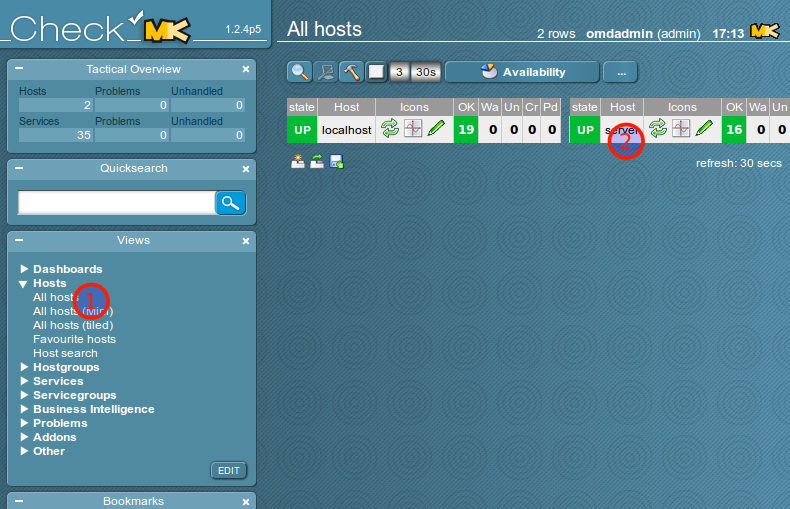 Check MK 1.2.4p5
All hosts
2 rows omdadmin (admin) 17:13
Tactical Overview
Hosts Problems Unhandled
2 0 0
Services Problems Unhandled
35 0 0
Quicksearch
Views
Dashboards
Hosts
All hosts
All hosts (Mini)
All hosts (tiled)
Favourite hosts
Host search
Hostgroups
Services
Servicegroups
Business Intelligence
Problems
Addons
Other
EDIT
Bookmarks
1
3 30s Availability ...
state Host Icons OK Wa Un Cr Pd state Host Icons OK Wa Un
UP localhost 19 0 0 0 0 UP server 16 0 0
2
refresh: 30 secs